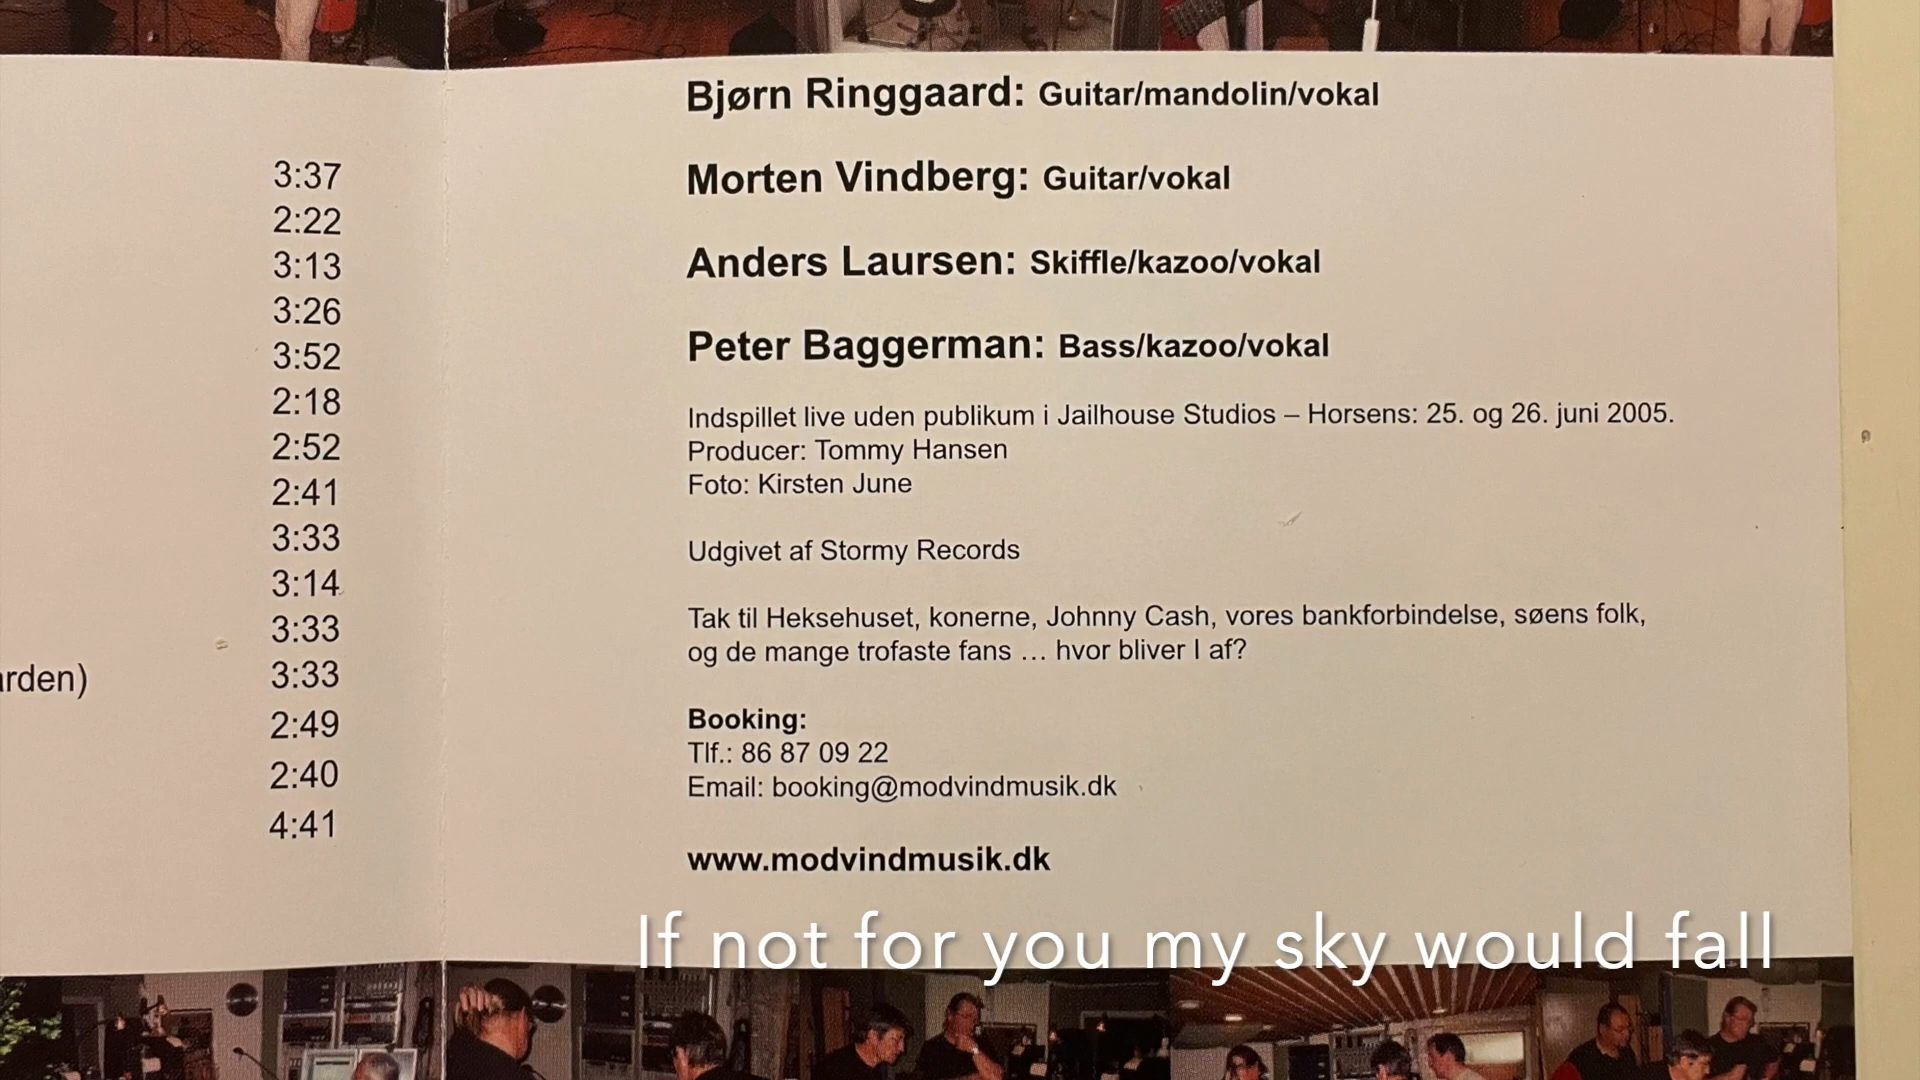 3:37
2:22
3:13
3:26
3:52
2:18
2:52
2:41
3:33
3:14
3:33
arden)
3:33
2:49
2:40
4:41
Bjørn Ringgaard: Guitar/mandolin/vokal
Morten Vindberg: Guitar/vokal
Anders Laursen: Skiffle/kazoo/vokal
Peter Baggerman: Bass/kazoo/vokal
Indspillet live uden publikum i Jailhouse Studios – Horsens: 25. og 26. juni 2005.
Producer: Tommy Hansen
Foto: Kirsten June
Udgivet af Stormy Records
Tak til Heksehuset, konerne, Johnny Cash, vores bankforbindelse, søens folk,
og de mange trofaste fans … hvor bliver I af?
Booking:
Tlf.: 86 87 09 22
Email: booking@modvindmusik.dk
www.modvindmusik.dk
If not for you my sky would fall